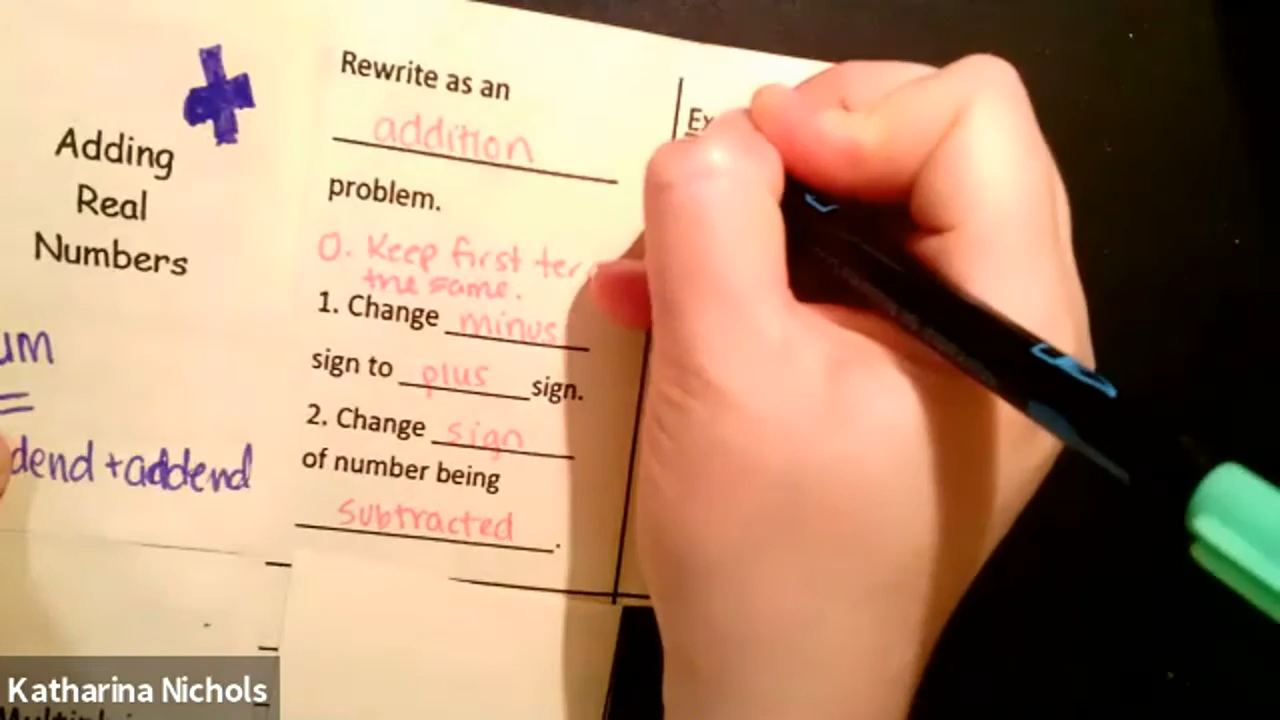 Adding
Real
Numbers
um
=
dend + addend
Rewrite as an
addition
problem.
0. Keep first ter
the same.
1. Change minus
sign to plus sign.
2. Change sign
of number being
subtracted.
Ex
Katharina Nichols